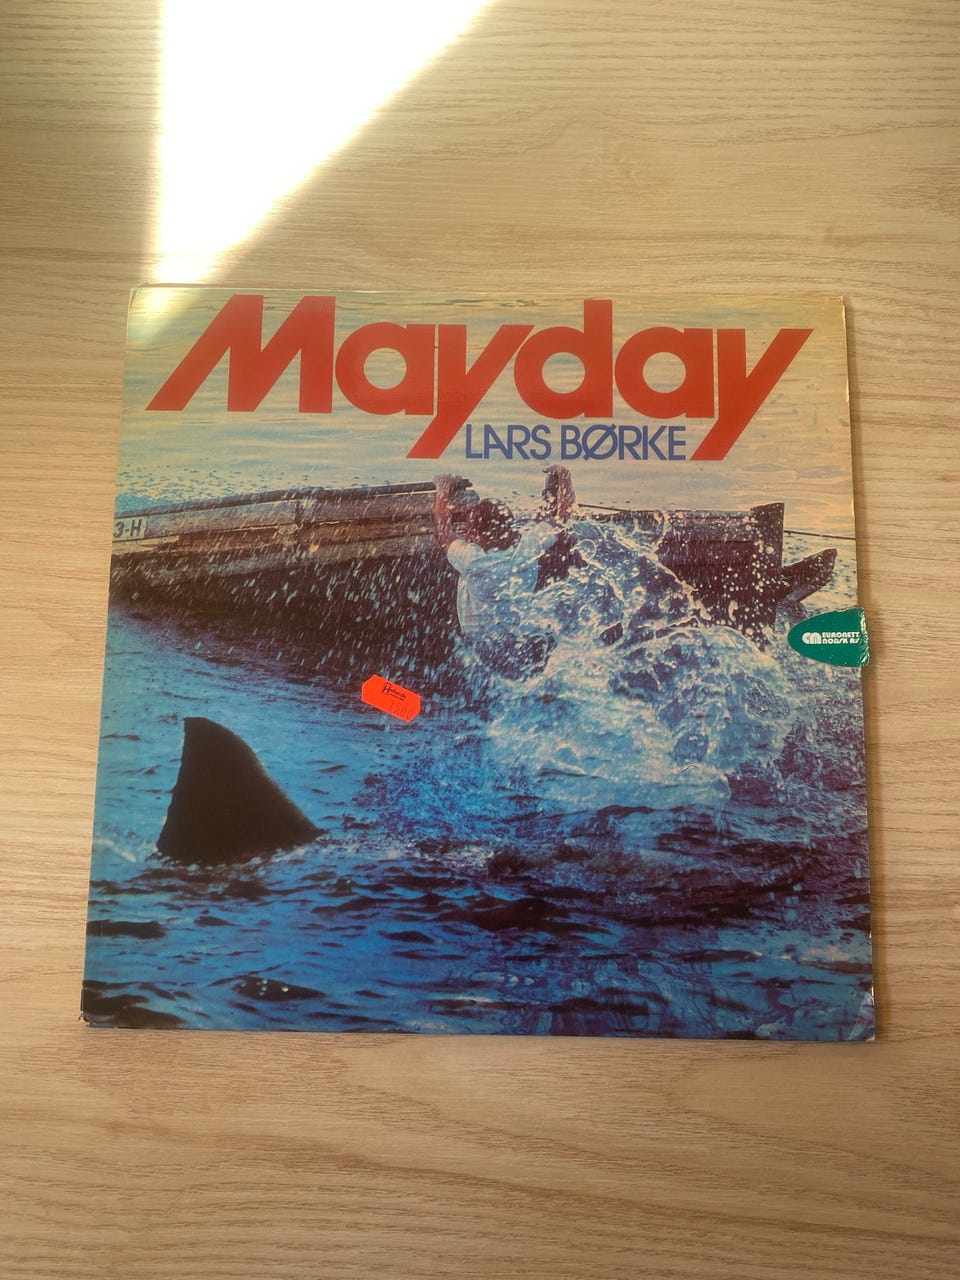 Mayday
LARS BØRKE
3-H
EURONETT
NORSK AS